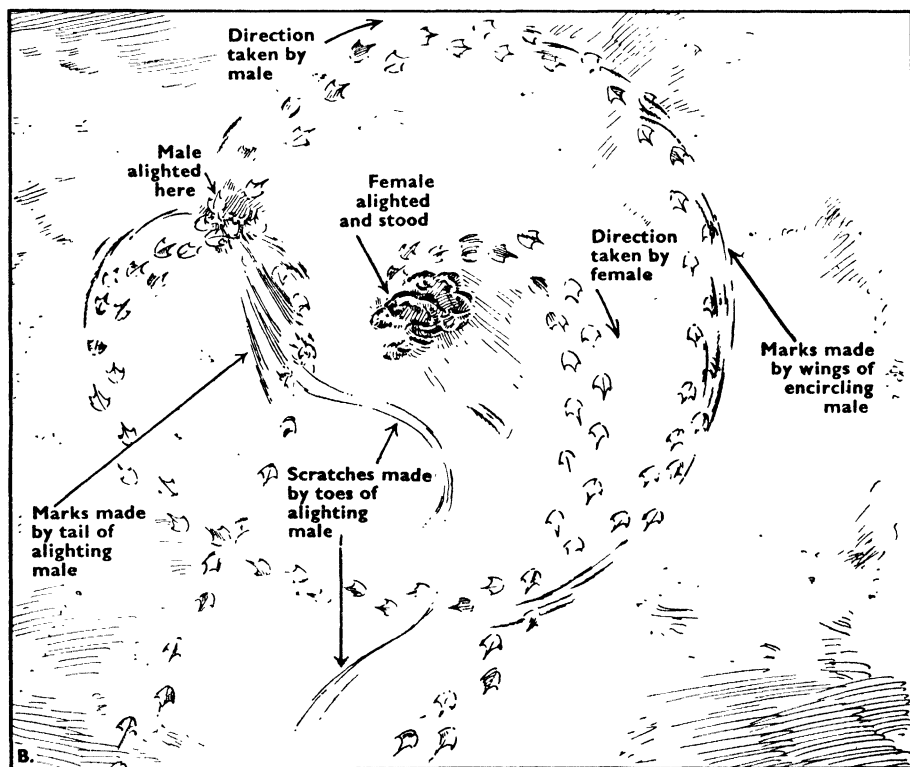 Direction
taken by
male
Male
alighted
here
Female
alighted
and stood
Direction
taken by
female
Marks made
by wings of
encircling
male
Scratches made
by toes of
alighting
male
Marks made
by tail of
alighting
male
B.